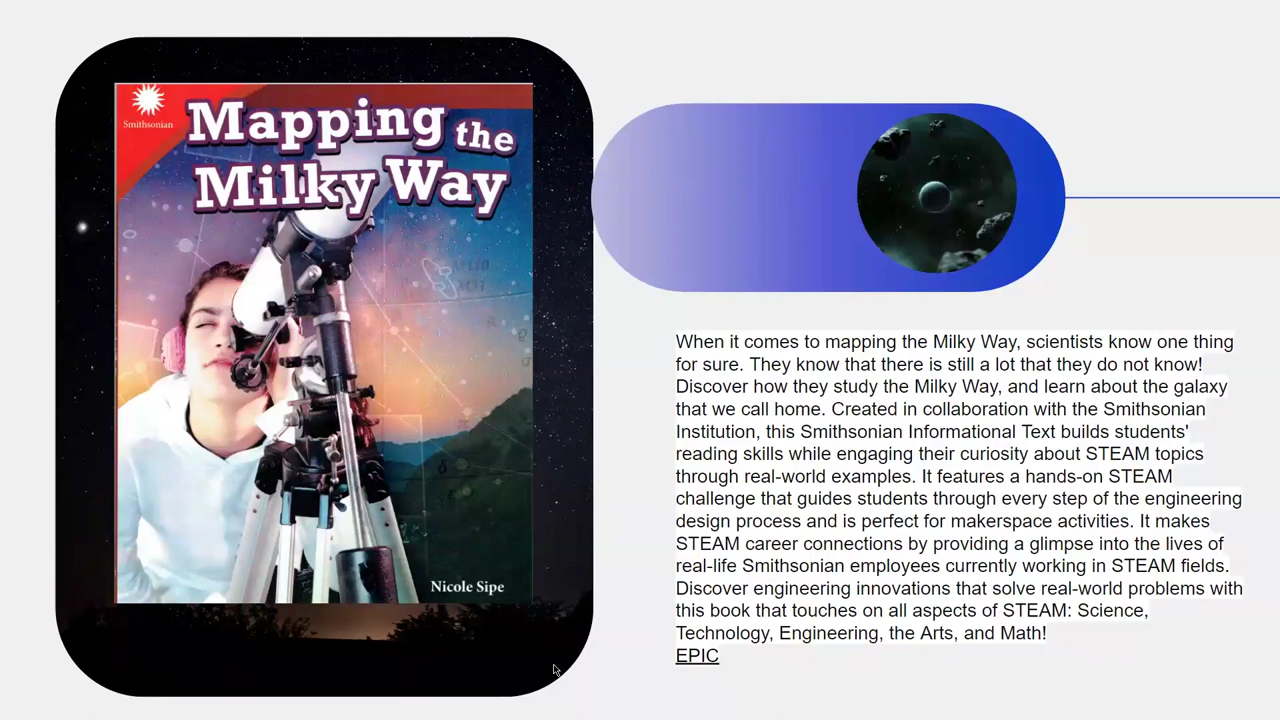 Smithsonian
Mapping the
Milky Way
Nicole Sipe
When it comes to mapping the Milky Way, scientists know one thing
for sure. They know that there is still a lot that they do not know!
Discover how they study the Milky Way, and learn about the galaxy
that we call home. Created in collaboration with the Smithsonian
Institution, this Smithsonian Informational Text builds students'
reading skills while engaging their curiosity about STEAM topics
through real-world examples. It features a hands-on STEAM
challenge that guides students through every step of the engineering
design process and is perfect for makerspace activities. It makes
STEAM career connections by providing a glimpse into the lives of
real-life Smithsonian employees currently working in STEAM fields.
Discover engineering innovations that solve real-world problems with
this book that touches on all aspects of STEAM: Science,
Technology, Engineering, the Arts, and Math!
EPIC